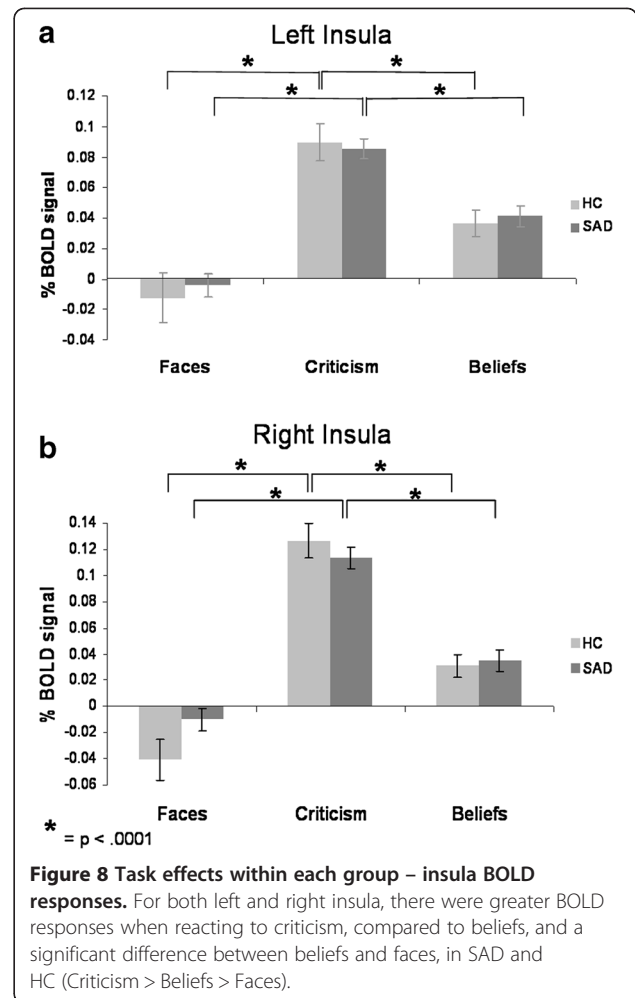 a
Left Insula
* *
* *
0.12
0.1
0.08
0.06
0.04
0.02
0
-0.02
-0.04
% BOLD signal
HC
SAD
Faces Criticism Beliefs
b
Right Insula
* *
* *
0.14
0.12
0.1
0.08
0.06
0.04
0.02
0
-0.02
-0.04
-0.06
% BOLD signal
HC
SAD
Faces Criticism Beliefs
* = p < .0001
Figure 8 Task effects within each group – insula BOLD
responses. For both left and right insula, there were greater BOLD
responses when reacting to criticism, compared to beliefs, and a
significant difference between beliefs and faces, in SAD and
HC (Criticism > Beliefs > Faces).